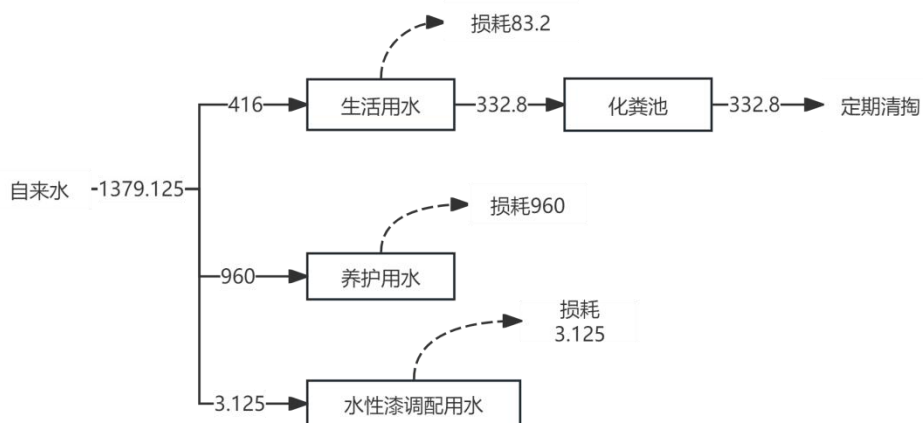 损耗83.2
416
生活用水
332.8
化粪池
332.8
定期清掏
自来水
1379.125
损耗960
960
养护用水
损耗
3.125
3.125
水性漆调配用水